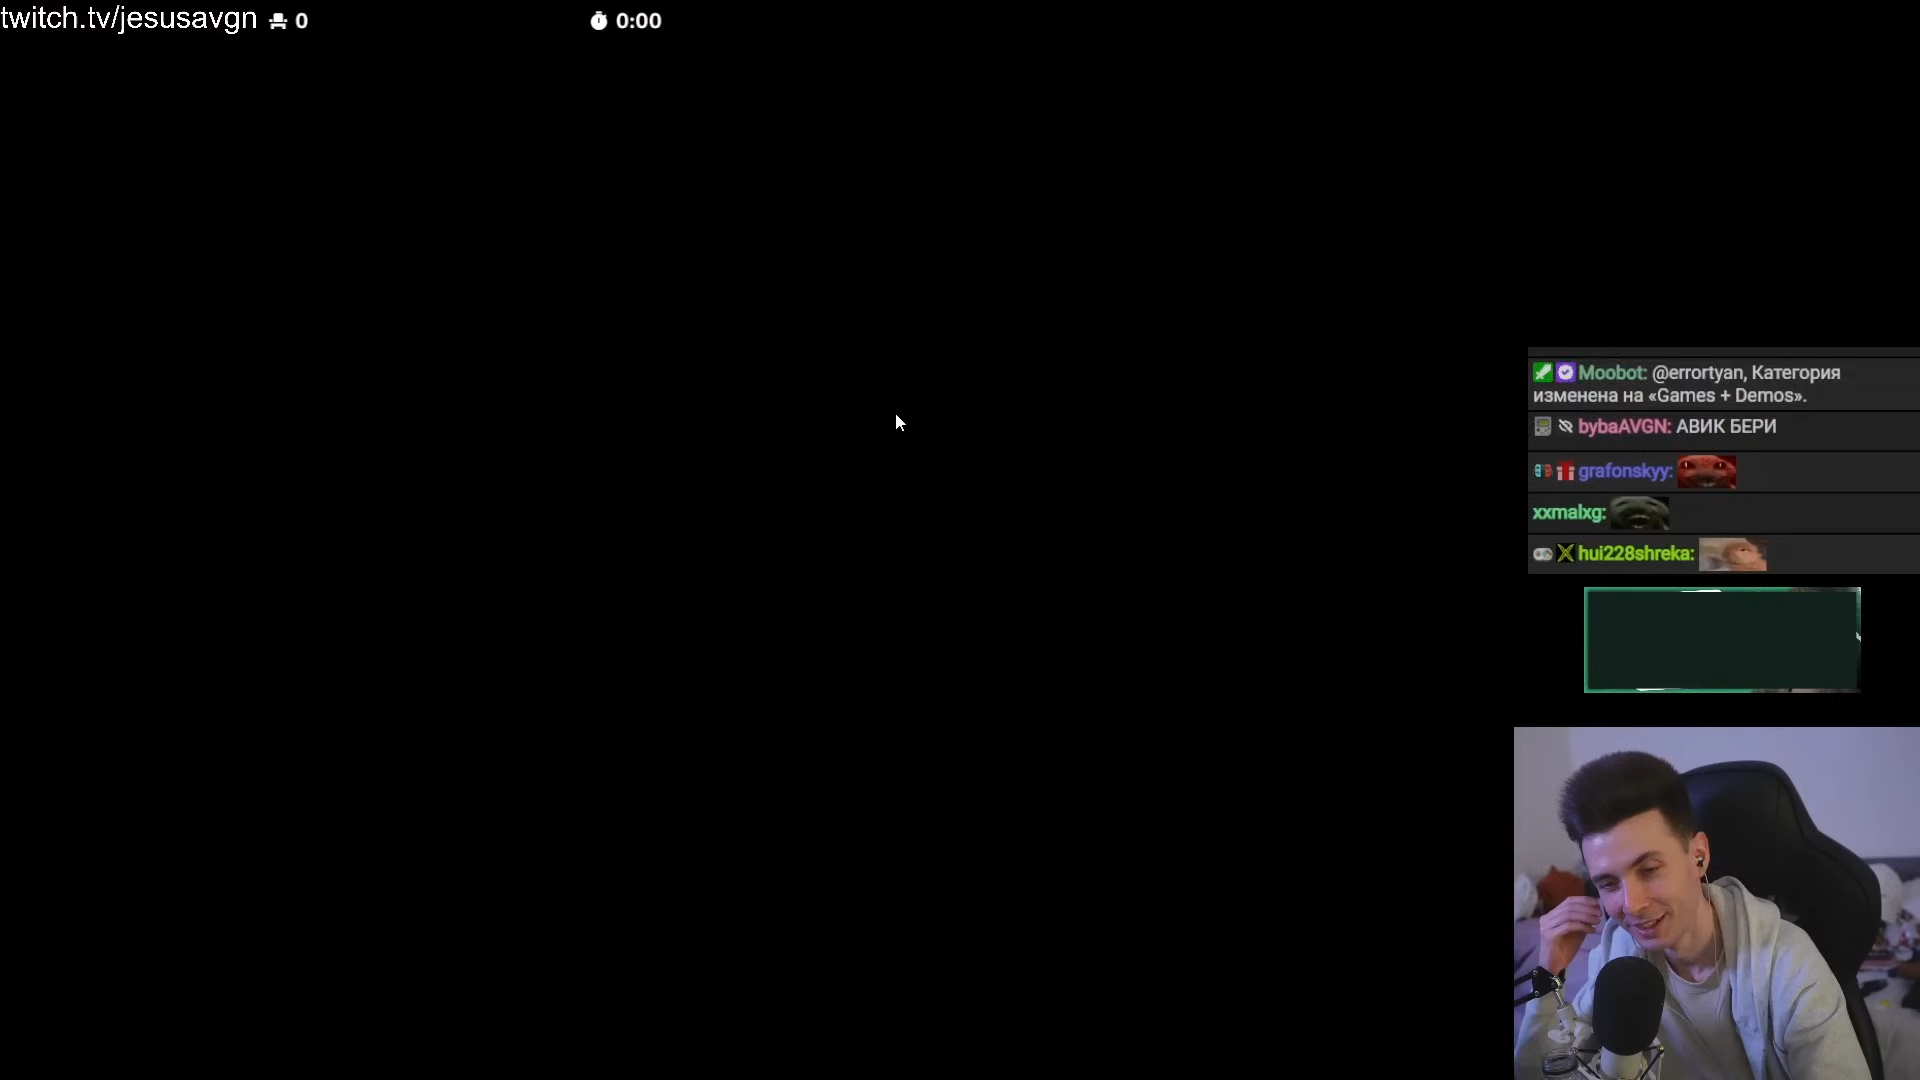 twitch.tv/jesusavgn 0
0:00
Moobot: @errortyan, Категория
изменена на «Games + Demos».
bybaAVGN: АВИК БЕРИ
grafonskyy:
xxmalxg:
hui228shreka: